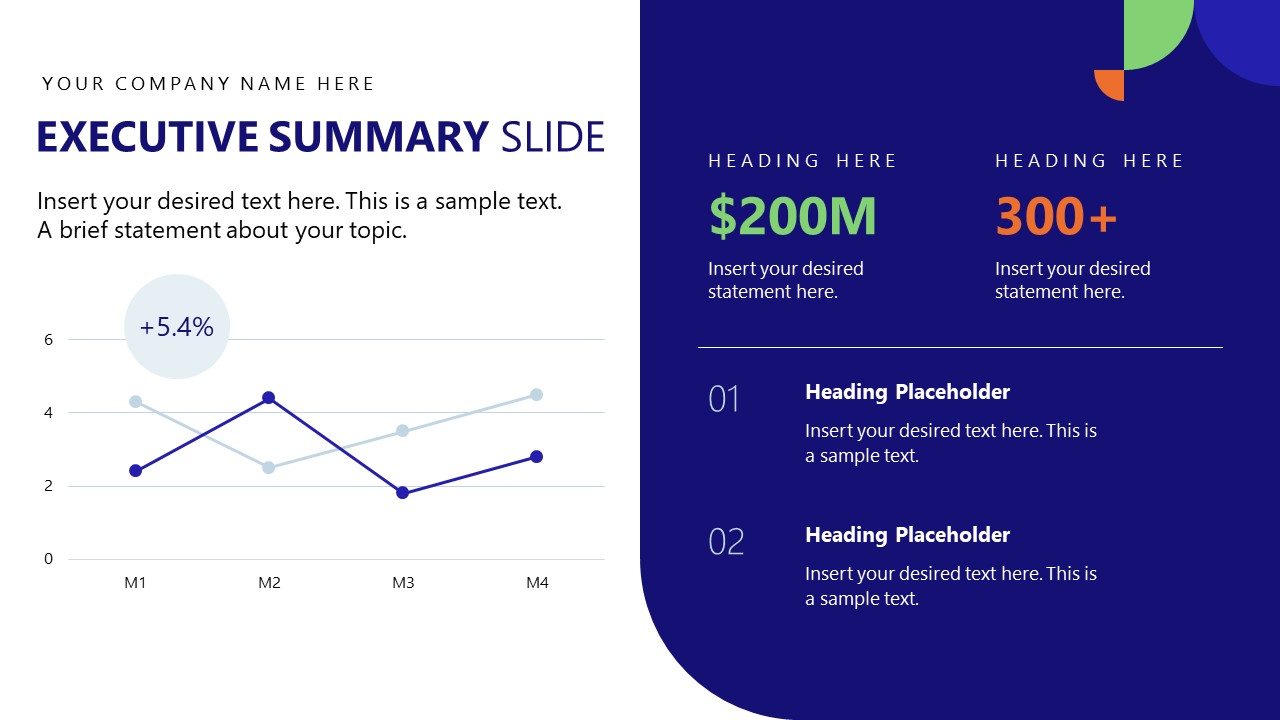 YOUR COMPANY NAME HERE
EXECUTIVE SUMMARY SLIDE
Insert your desired text here. This is a sample text.
A brief statement about your topic.
+5.4%
6
4
2
0
M1 M2 M3 M4
HEADING HERE
$200M
Insert your desired
statement here.
HEADING HERE
300+
Insert your desired
statement here.
01
Heading Placeholder
Insert your desired text here. This is
a sample text.
02
Heading Placeholder
Insert your desired text here. This is
a sample text.